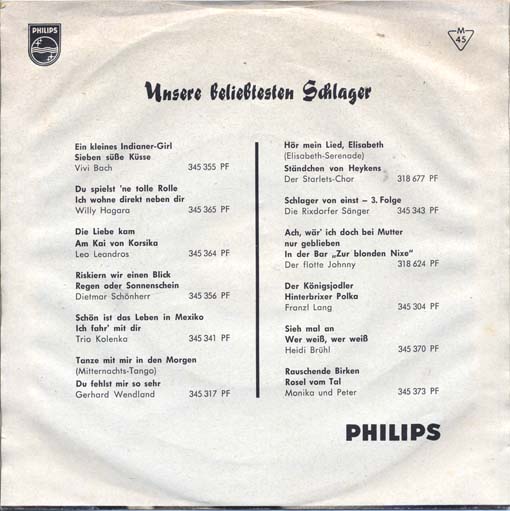 PHILIPS
M
45
Unsere beliebtesten Schlager
Ein kleines Indianer-Girl
Sieben süße Küsse
Vivi Bach 345 355 PF
Du spielst 'ne tolle Rolle
Ich wohne direkt neben dir
Willy Hagara 345 365 PF
Die Liebe kam
Am Kai von Korsika
Leo Leandros 345 364 PF
Riskiern wir einen Blick
Regen oder Sonnenschein
Dietmar Schönherr 345 356 PF
Schön ist das Leben in Mexiko
Ich fahr' mit dir
Trio Kolenka 345 341 PF
Tanze mit mir in den Morgen
(Mitternachts-Tango)
Du fehlst mir so sehr
Gerhard Wendland 345 317 PF
Hör mein Lied, Elisabeth
(Elisabeth-Serenade)
Ständchen von Heykens
Der Starlets-Chor 318 677 PF
Schlager von einst – 3. Folge
Die Rixdorfer Sänger 345 343 PF
Ach, wär' ich doch bei Mutter
nur geblieben
In der Bar „Zur blonden Nixe"
Der flotte Johnny 318 624 PF
Der Königsjodler
Hinterbrixer Polka
Franzl Lang 345 304 PF
Sieh mal an
Wer weiß, wer weiß
Heidi Brühl 345 370 PF
Rauschende Birken
Rosel vom Tal
Monika und Peter 345 373 PF
PHILIPS